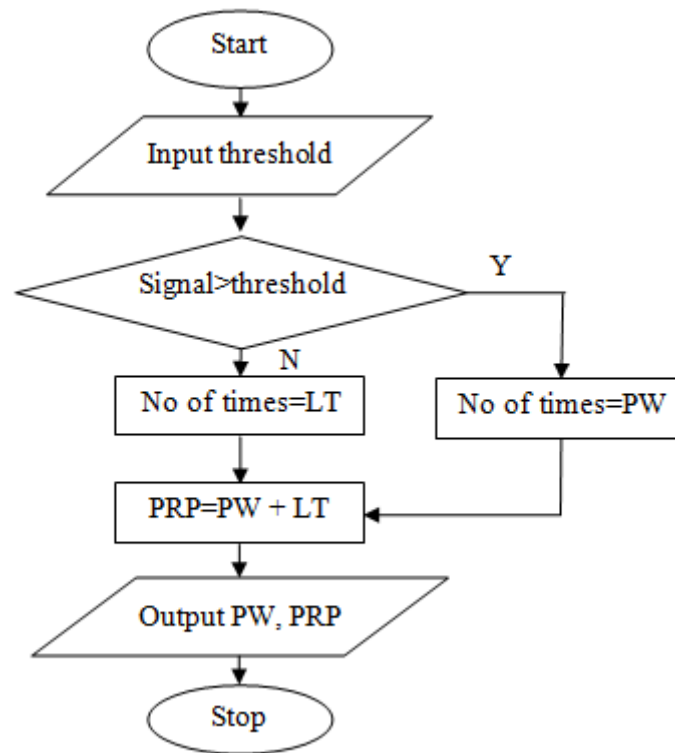 Start
Input threshold
Signal>threshold
Y
N
No of times=LT
No of times=PW
PRP=PW + LT
Output PW, PRP
Stop